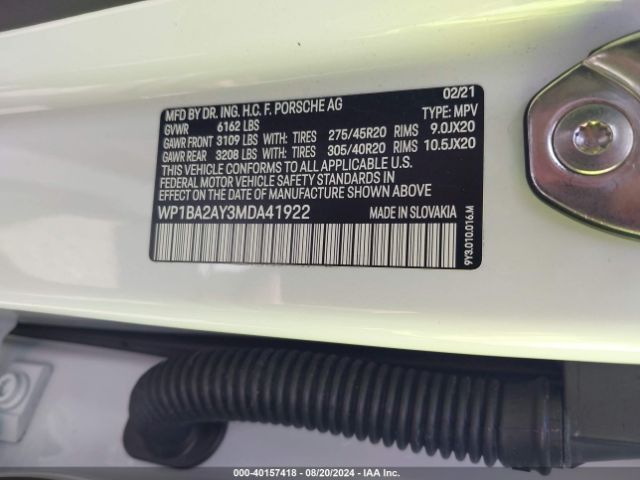 MFD BY DR. ING. H.C. F. PORSCHE AG 02/21
GVWR 6162 LBS TYPE: MPV
GAWR FRONT 3109 LBS WITH: TIRES 275/45R20 RIMS 9.0JX20
GAWR REAR 3208 LBS WITH: TIRES 305/40R20 RIMS 10.5JX20
THIS VEHICLE CONFORMS TO ALL APPLICABLE U.S.
FEDERAL MOTOR VEHICLE SAFETY STANDARDS IN
EFFECT ON THE DATE OF MANUFACTURE SHOWN ABOVE.
WP1BA2AY3MDA41922 MADE IN SLOVAKIA
9Y3.010.016.M
000-40157418 - 08/20/2024 - IAA Inc.